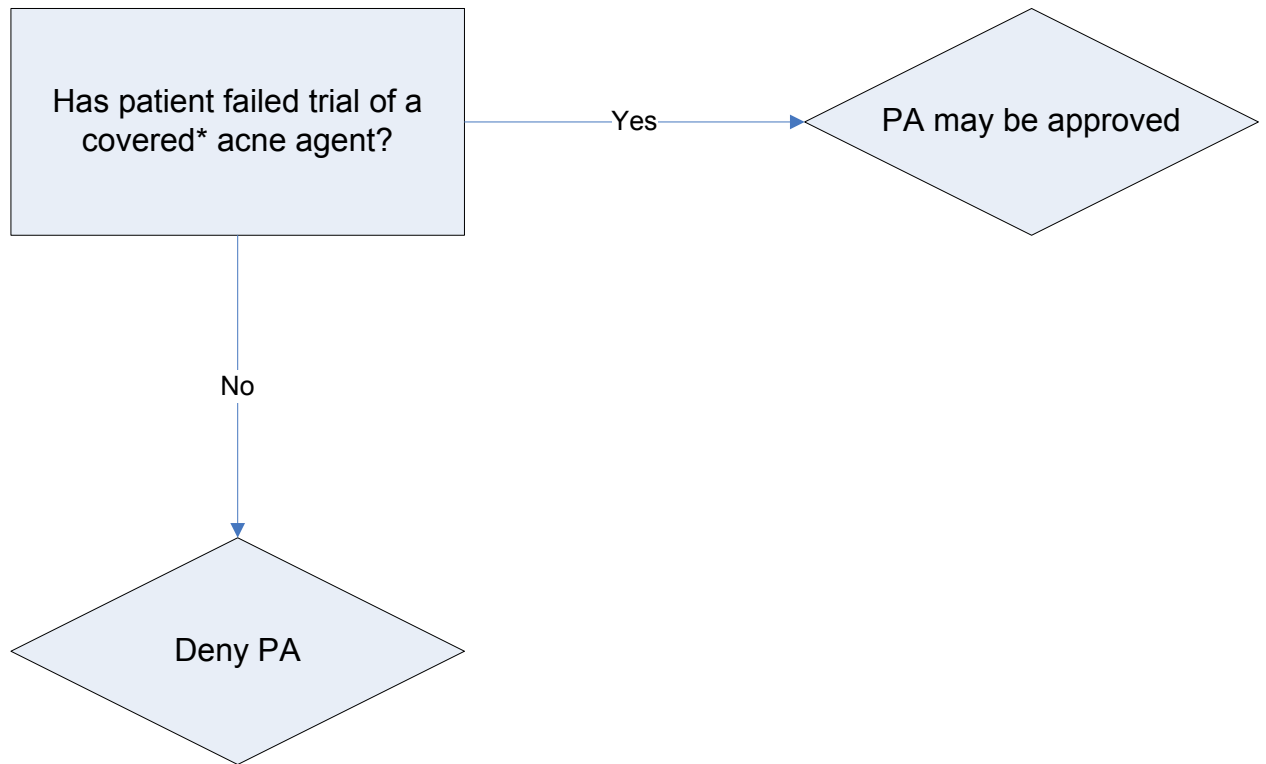 Has patient failed trial of a
covered* acne agent?
Yes
PA may be approved
No
Deny PA